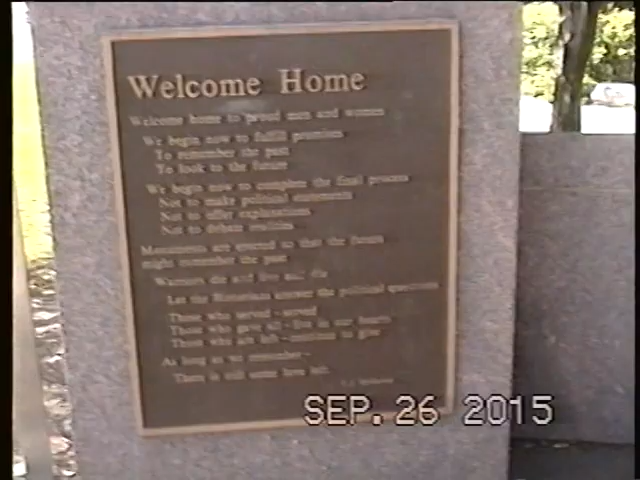 Welcome Home
Welcome home to proud men and women
We begin now to fulfill promises
To remember the past
To look to the future
We begin now to complete the final process
Not to make political statements
Not to offer explanations
Not to debate realities
Monuments are erected so that the future
might remember the past
Warriors die and live and die
Let the Historians answer the political questions
Those who served - served
Those who gave all - live in our hearts
Those who are left - continue to give
As long as we remember -
There is still some love left.
SEP. 26 2015